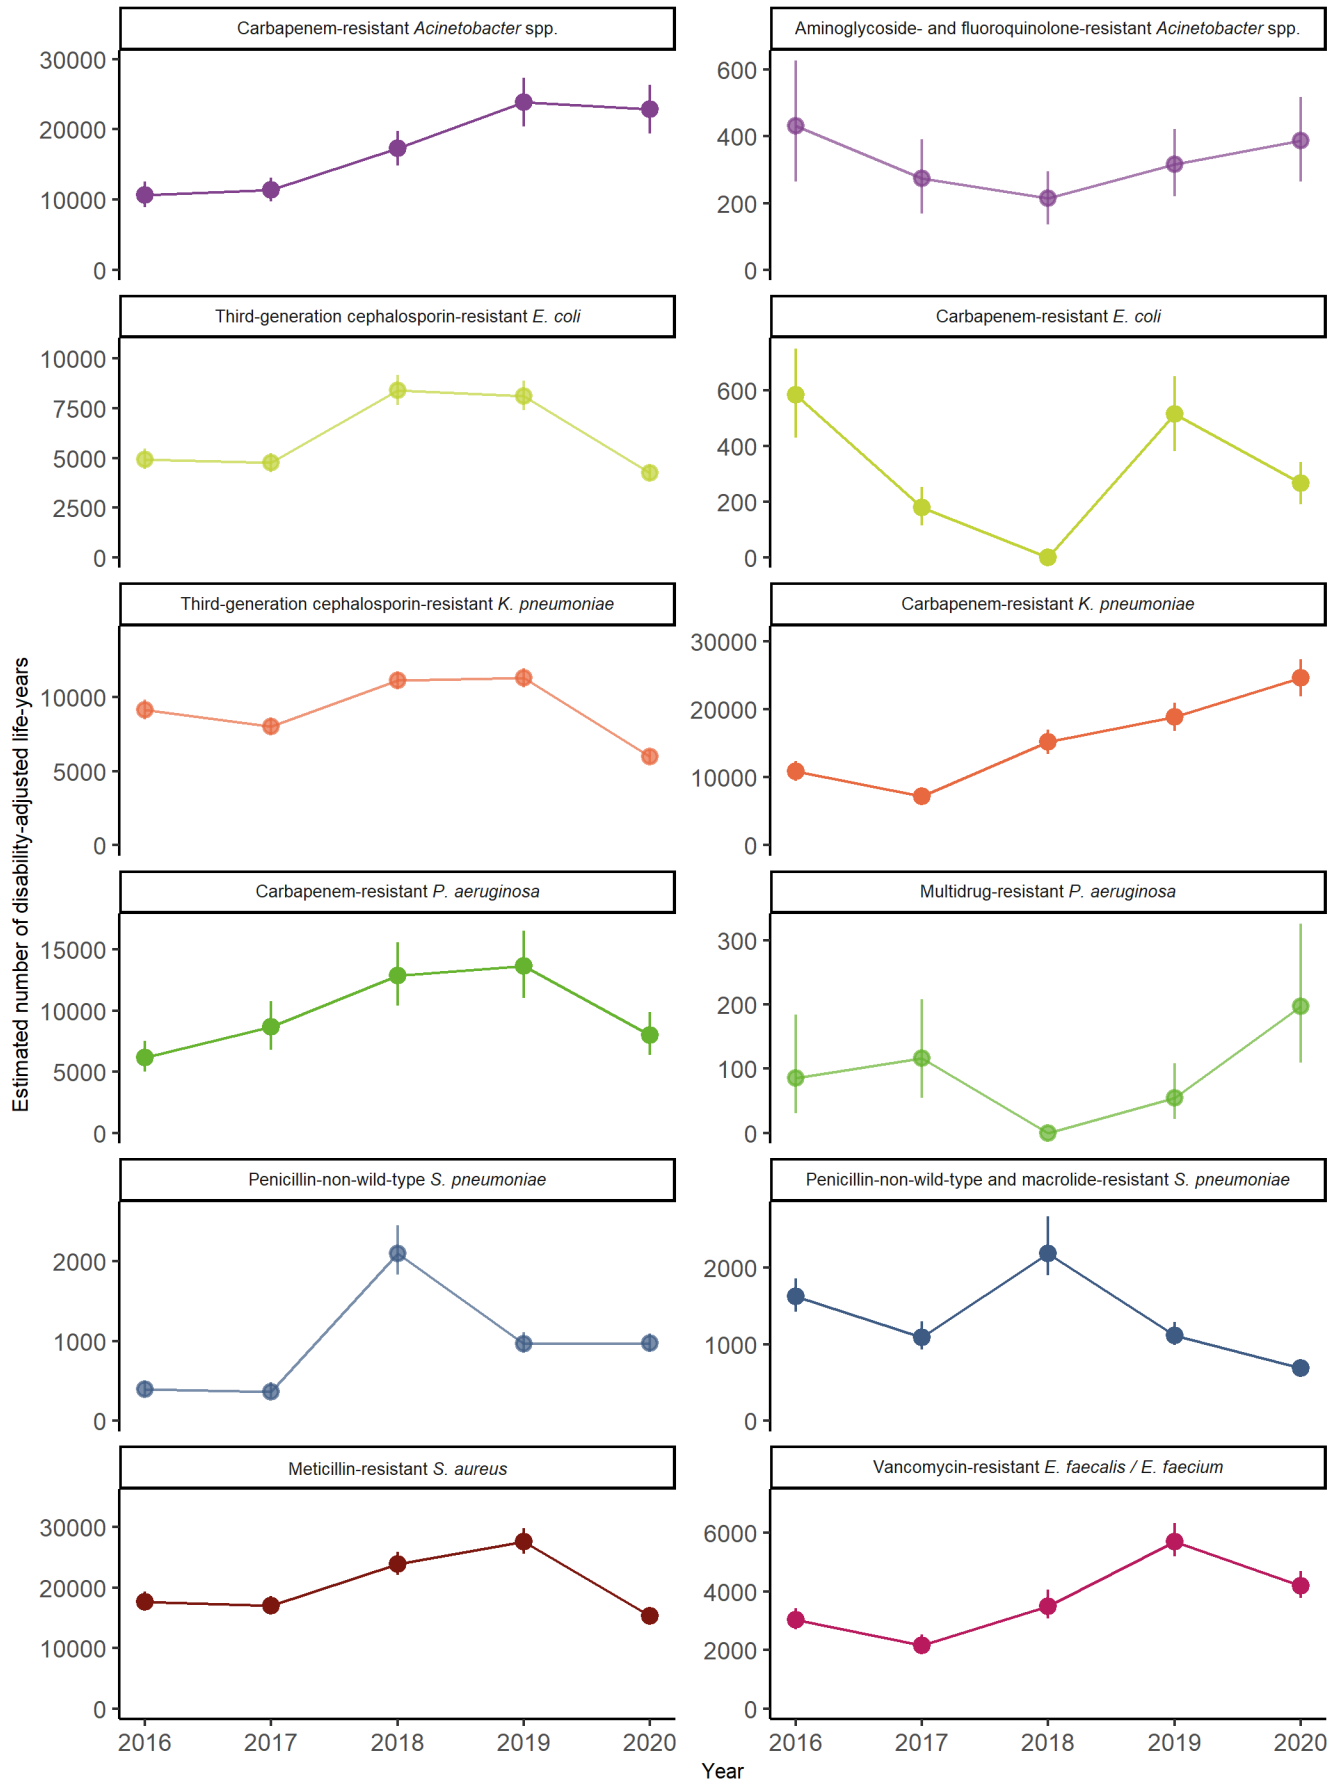 Carbapenem-resistant Acinetobacter spp.
Aminoglycoside- and fluoroquinolone-resistant Acinetobacter spp.
30000
20000
10000
0
600
400
200
0
Third-generation cephalosporin-resistant E. coli
Carbapenem-resistant E. coli
10000
7500
5000
2500
0
600
400
200
0
Third-generation cephalosporin-resistant K. pneumoniae
Carbapenem-resistant K. pneumoniae
10000
5000
0
30000
20000
10000
0
Estimated number of disability-adjusted life-years
Carbapenem-resistant P. aeruginosa
Multidrug-resistant P. aeruginosa
15000
10000
5000
0
300
200
100
0
Penicillin-non-wild-type S. pneumoniae
Penicillin-non-wild-type and macrolide-resistant S. pneumoniae
2000
1000
0
2000
1000
0
Meticillin-resistant S. aureus
Vancomycin-resistant E. faecalis / E. faecium
30000
20000
10000
0
6000
4000
2000
0
2016 2017 2018 2019 2020
2016 2017 2018 2019 2020
Year